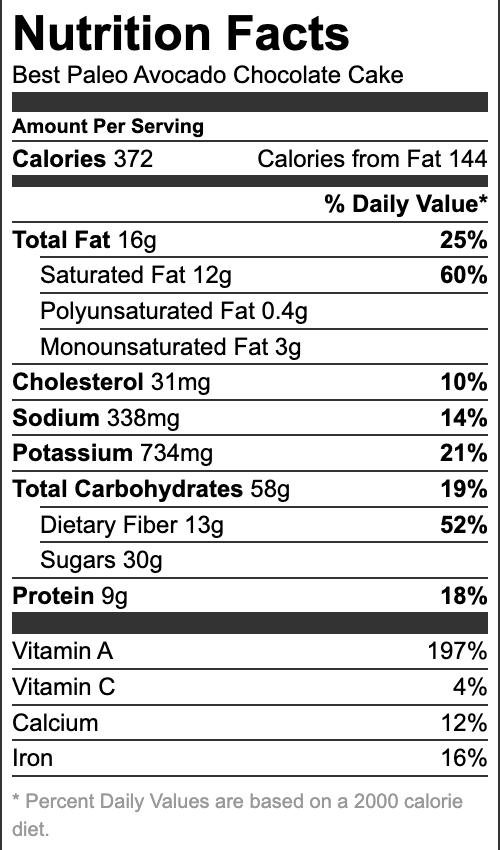 Nutrition Facts
Best Paleo Avocado Chocolate Cake
Amount Per Serving
Calories 372 Calories from Fat 144
% Daily Value*
Total Fat 16g 25%
Saturated Fat 12g 60%
Polyunsaturated Fat 0.4g
Monounsaturated Fat 3g
Cholesterol 31mg 10%
Sodium 338mg 14%
Potassium 734mg 21%
Total Carbohydrates 58g 19%
Dietary Fiber 13g 52%
Sugars 30g
Protein 9g 18%
Vitamin A 197%
Vitamin C 4%
Calcium 12%
Iron 16%
* Percent Daily Values are based on a 2000 calorie
diet.